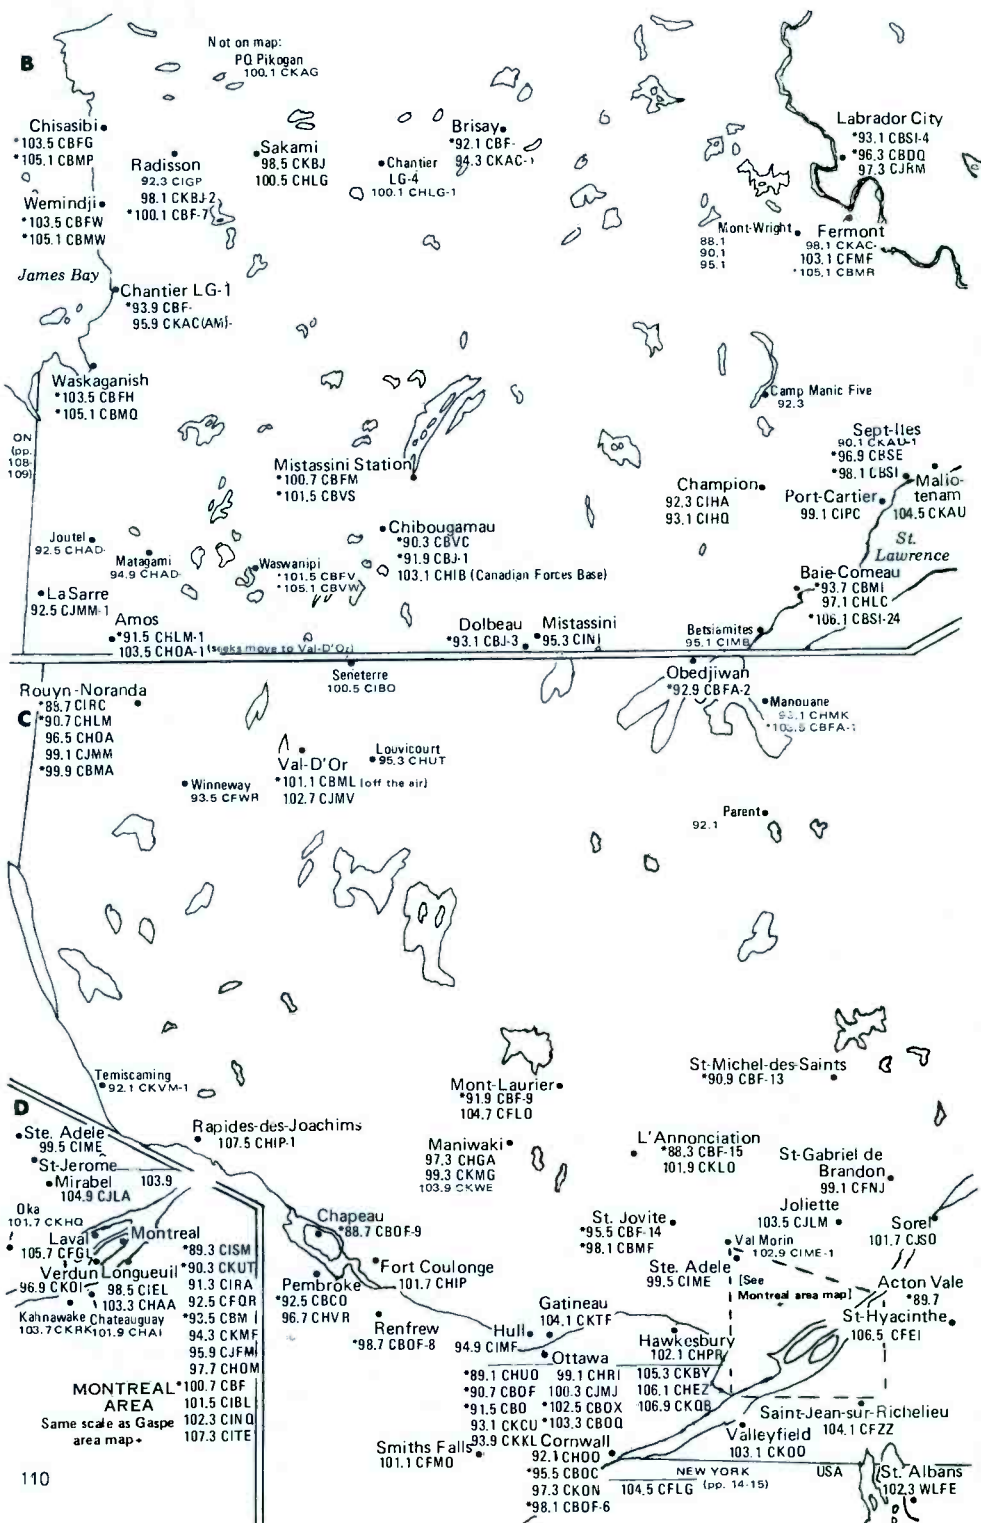 B
Not on map:
PQ Pikogan
100.1 CKAG
Chisasibi
*103.5 CBFG
*105.1 CBMP
Radisson
92.3 CIGP
98.1 CKBJ-2
*100.1 CBF-7
Sakami
98.5 CKBJ
100.5 CHLG
Chantier
LG-4
100.1 CHLG-1
Brisay
*92.1 CBF-
94.3 CKAC-
Labrador City
*93.1 CBSI-4
*96.3 CBDQ
97.3 CJRM
Wemindji
*103.5 CBFW
*105.1 CBMW
Mont-Wright
88.1
90.1
95.1
Fermont
98.1 CKAC-
103.1 CFMF
*105.1 CBMR
James Bay
Chantier LG-1
*93.9 CBF-
95.9 CKAC(AM)-
Waskaganish
*103.5 CBFH
*105.1 CBMQ
Camp Manic Five
92.3
ON
(pp.
108-
109)
Sept-Iles
90.1 CKAU-1
*96.9 CBSE
*98.1 CBSI
Malio-
tenam
104.5 CKAU
Mistassini Station
*100.7 CBFM
*101.5 CBVS
Champion
92.3 CIHA
93.1 CIHQ
Port-Cartier
99.1 CIPC
St.
Lawrence
Joutel
92.5 CHAD-
Matagami
94.9 CHAD-
Waswanipi
*101.5 CBFV
*105.1 CBVW
Chibougamau
*90.3 CBVC
*91.9 CBJ-1
103.1 CHIB (Canadian Forces Base)
Baie-Comeau
*93.7 CBMI
97.1 CHLC
*106.1 CBSI-24
La Sarre
92.5 CJMM-1
Amos
*91.5 CHLM-1
103.5 CHOA-1 (seeks move to Val-D'Or)
Dolbeau
*93.1 CBJ-3
Mistassini
95.3 CINI
Betsiamites
95.1 CIMB
Seneterre
100.5 CIBO
Obedjiwan
*92.9 CBFA-2
Rouyn-Noranda
C
*88.7 CIRC
*90.7 CHLM
96.5 CHOA
99.1 CJMM
*99.9 CBMA
Manouane
93.1 CHMK
*103.5 CBFA-1
Val-D'Or
*101.1 CBML (off the air)
102.7 CJMV
Louvicourt
95.3 CHUT
Winneway
93.5 CFWR
Parent
92.1
Temiscaming
92.1 CKVM-1
Mont-Laurier
*91.9 CBF-9
104.7 CFLO
St-Michel-des-Saints
*90.9 CBF-13
D
Ste. Adele
99.5 CIME
St-Jerome
103.9
Mirabel
104.9 CJLA
Rapides-des-Joachims
107.5 CHIP-1
Maniwaki
97.3 CHGA
99.3 CKMG
103.9 CKWE
L'Annonciation
*88.3 CBF-15
101.9 CKLO
St-Gabriel de
Brandon
99.1 CFNJ
Joliette
103.5 CJLM
Sorel
101.7 CJSO
Oka
101.7 CKHQ
Laval
105.7 CFGL
Montreal
Verdun
96.9 CKOI
Longueuil
98.5 CIEL
103.3 CHAA
Kahnawake
103.7 CKRK
Chateauguay
101.9 CHAI
*89.3 CISM
*90.3 CKUT
91.3 CIRA
92.5 CFQR
*93.5 CBM
94.3 CKMF
95.9 CJFM
97.7 CHOM
*100.7 CBF
101.5 CIBL
102.3 CINQ
107.3 CITE
MONTREAL
AREA
Same scale as Gaspe
area map
Chapeau
*88.7 CBOF-9
Pembroke
*92.5 CBCO
96.7 CHVR
Fort Coulonge
101.7 CHIP
Renfrew
*98.7 CBOF-8
St. Jovite
*95.5 CBF-14
*98.1 CBMF
Val Morin
102.9 CIME-1
Ste. Adele
99.5 CIME
[See
Montreal area map]
Acton Vale
*89.7
St-Hyacinthe
106.5 CFEI
Gatineau
104.1 CKTF
Hull
94.9 CIMF
Hawkesbury
102.1 CHPR
Ottawa
*89.1 CHUO
*90.7 CBOF
*91.5 CBO
93.1 CKCU
93.9 CKKL
99.1 CHRI
100.3 CJMJ
*102.5 CBOX
*103.3 CBOQ
105.3 CKBY
106.1 CHEZ
106.9 CKQB
Saint-Jean-sur-Richelieu
104.1 CFZZ
Valleyfield
103.1 CKOD
Smiths Falls
101.1 CFMO
Cornwall
92.1 CHOO
*95.5 CBOC
97.3 CKON
*98.1 CBOF-6
NEW YORK
104.5 CFLG (pp. 14-15)
USA
St. Albans
102.3 WLFE
110